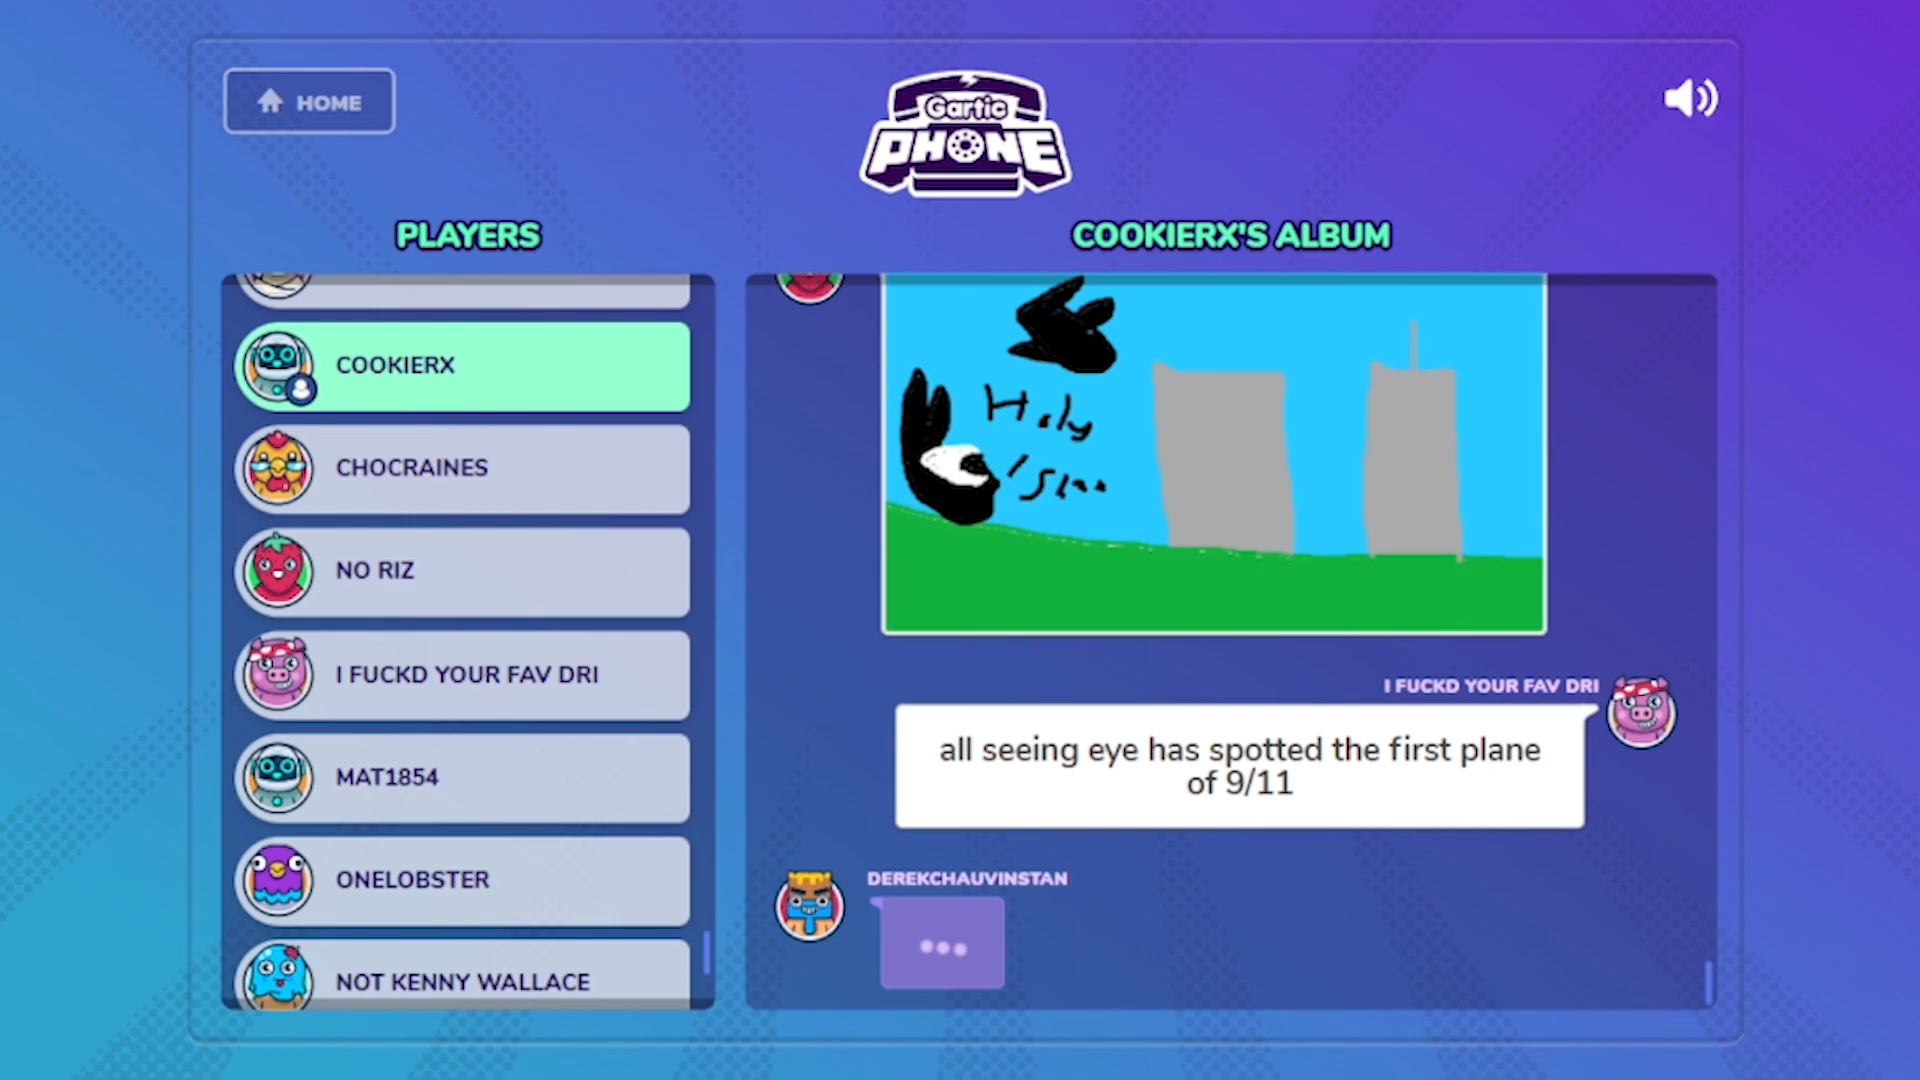 HOME
Gartic
PHONE
PLAYERS
COOKIERX
CHOCRAINES
NO RIZ
I FUCKD YOUR FAV DRI
MAT1854
ONELOBSTER
NOT KENNY WALLACE
COOKIERX'S ALBUM
Holy
I FUCKD YOUR FAV DRI
all seeing eye has spotted the first plane
of 9/11
DEREKCHAUVINSTAN
...